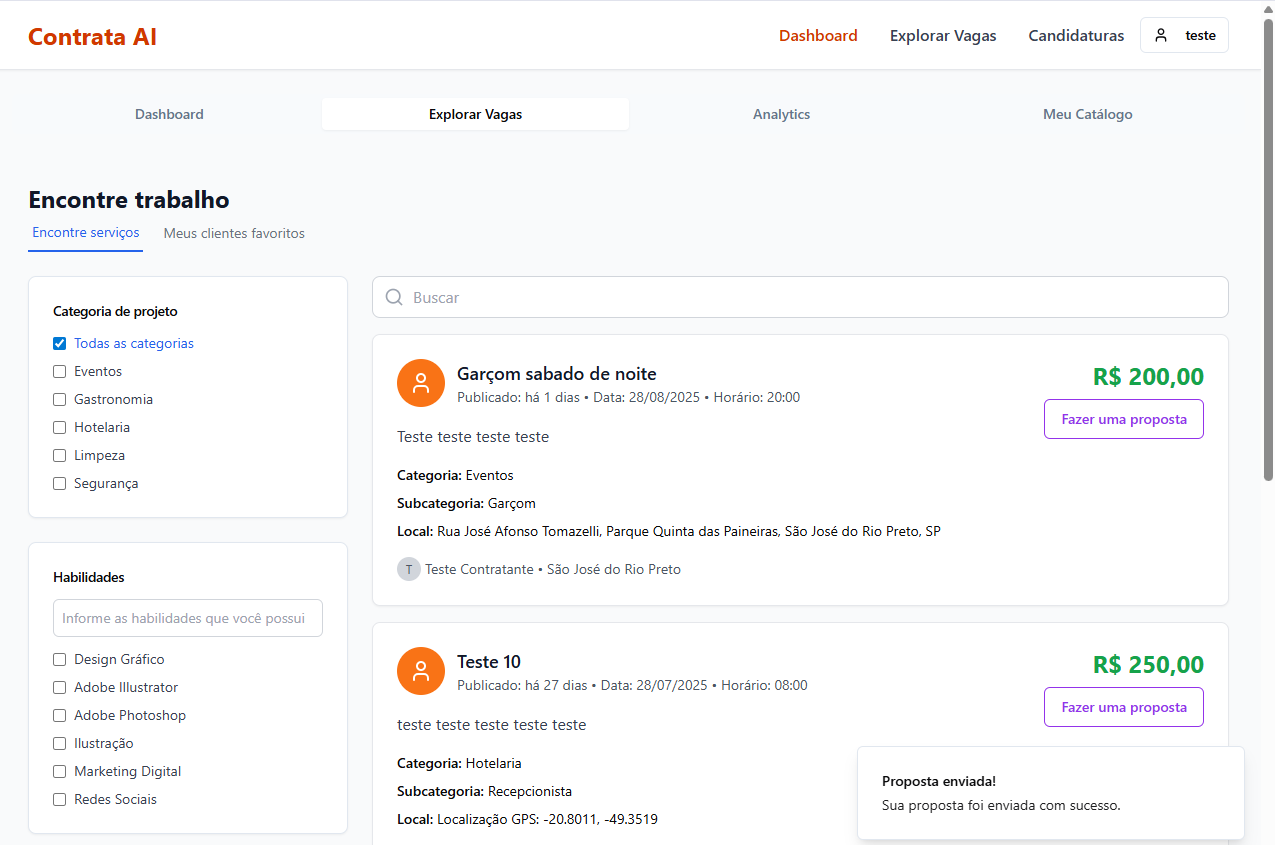 Contrata AI
Dashboard
Explorar Vagas
Candidaturas
teste
Dashboard
Explorar Vagas
Analytics
Meu Catálogo
Encontre trabalho
Encontre serviços
Meus clientes favoritos
Categoria de projeto
Todas as categorias
Eventos
Gastronomia
Hotelaria
Limpeza
Segurança
Habilidades
Informe as habilidades que você possui
Design Gráfico
Adobe Illustrator
Adobe Photoshop
Ilustração
Marketing Digital
Redes Sociais
Buscar
Garçom sabado de noite
Publicado: há 1 dias • Data: 28/08/2025 • Horário: 20:00
R$ 200,00
Fazer uma proposta
Teste teste teste teste
Categoria: Eventos
Subcategoria: Garçom
Local: Rua José Afonso Tomazelli, Parque Quinta das Paineiras, São José do Rio Preto, SP
T
Teste Contratante • São José do Rio Preto
Teste 10
Publicado: há 27 dias • Data: 28/07/2025 • Horário: 08:00
R$ 250,00
Fazer uma proposta
teste teste teste teste teste
Categoria: Hotelaria
Subcategoria: Recepcionista
Local: Localização GPS: -20.8011, -49.3519
Proposta enviada!
Sua proposta foi enviada com sucesso.